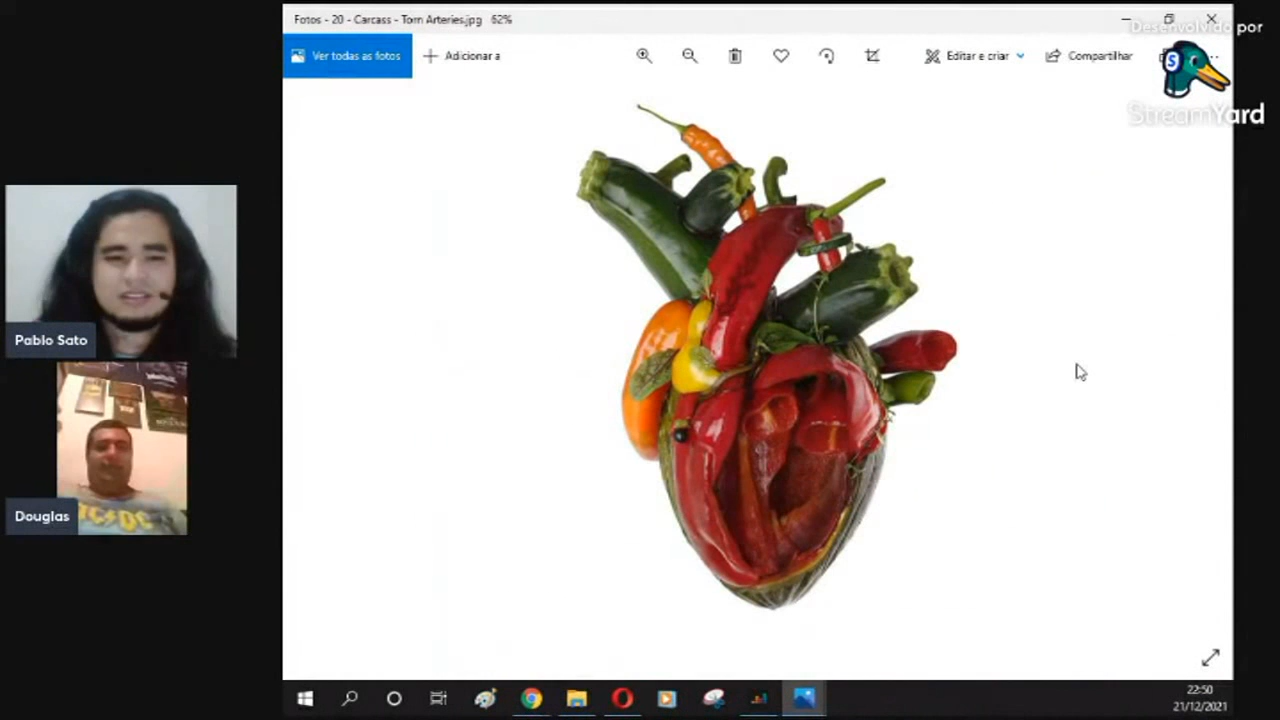 Fotos - 20 - Carcass - Torn Arteries.jpg 62%
Desenvolvido por
Ver todas as fotos
Adicionar a
Editar e criar
Compartilhar
S
StreamYard
Pablo Sato
Douglas
22:50
21/12/2021